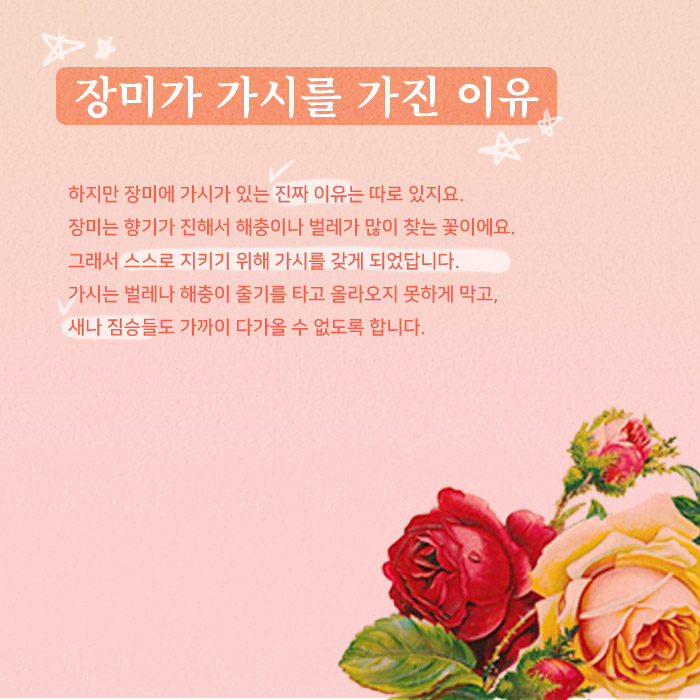 장미가 가시를 가진 이유
하지만 장미에 가시가 있는 진짜 이유는 따로 있지요.
장미는 향기가 진해서 해충이나 벌레가 많이 찾는 꽃이에요.
그래서 스스로 지키기 위해 가시를 갖게 되었답니다.
가시는 벌레나 해충이 줄기를 타고 올라오지 못하게 막고,
새나 짐승들도 가까이 다가올 수 없도록 합니다.